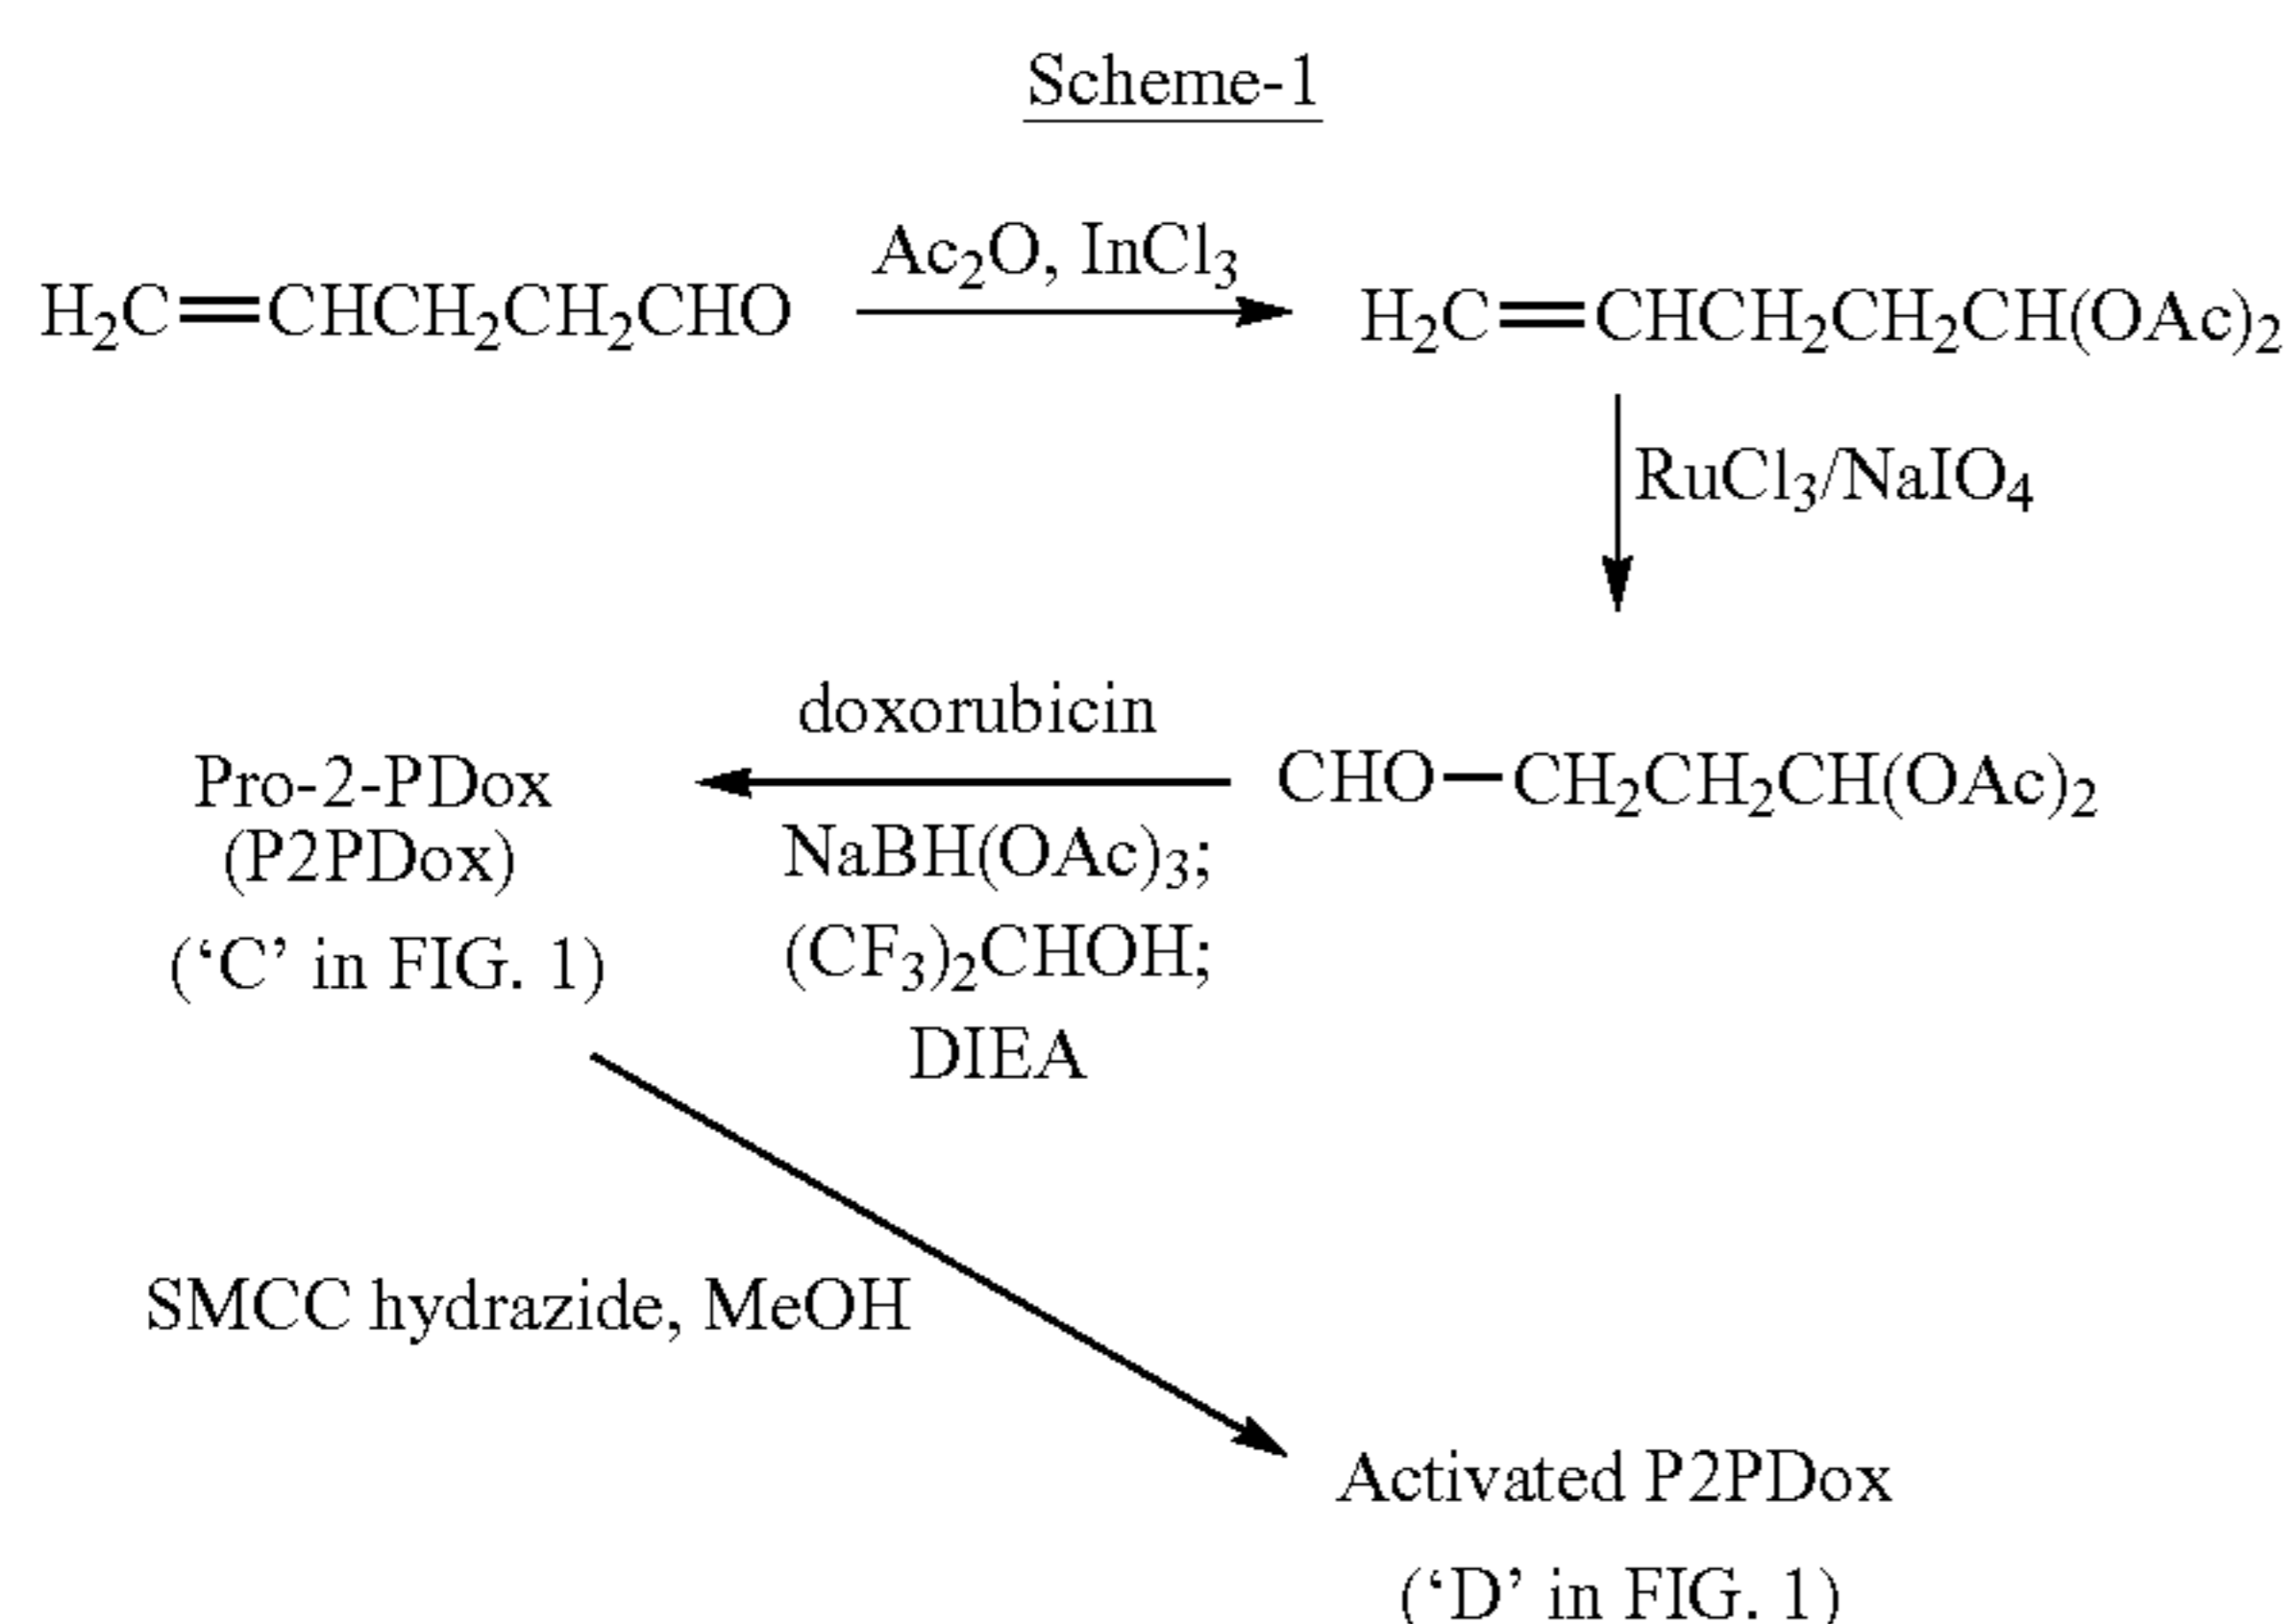 Scheme-1
Ac₂O, InCl₃
H₂C=CHCH₂CH₂CHO
H₂C=CHCH₂CH₂CH(OAc)₂
RuCl₃/NaIO₄
doxorubicin
Pro-2-PDox
(P2PDox)
('C' in FIG. 1)
NaBH(OAc)₃;
(CF₃)₂CHOH;
DIEA
CHO—CH₂CH₂CH(OAc)₂
SMCC hydrazide, MeOH
Activated P2PDox
('D' in FIG. 1)